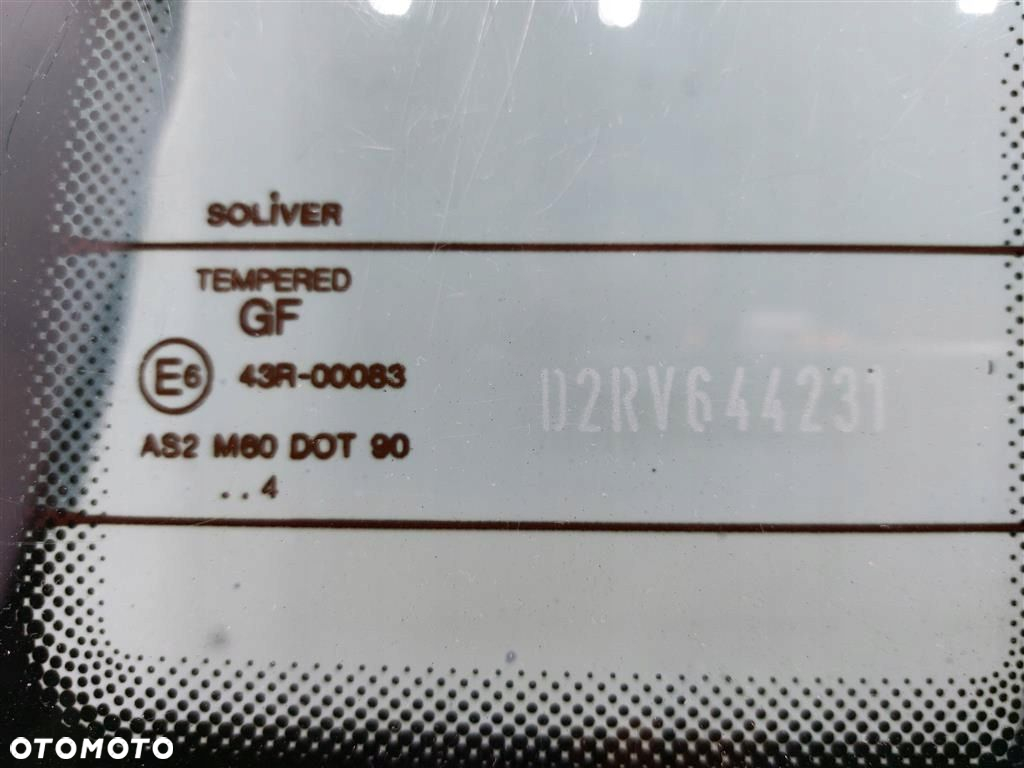 SOLiVER
TEMPERED
GF
E6 43R-00083
D2RV644231
AS2 M60 DOT 90
..4
OTOMOTO